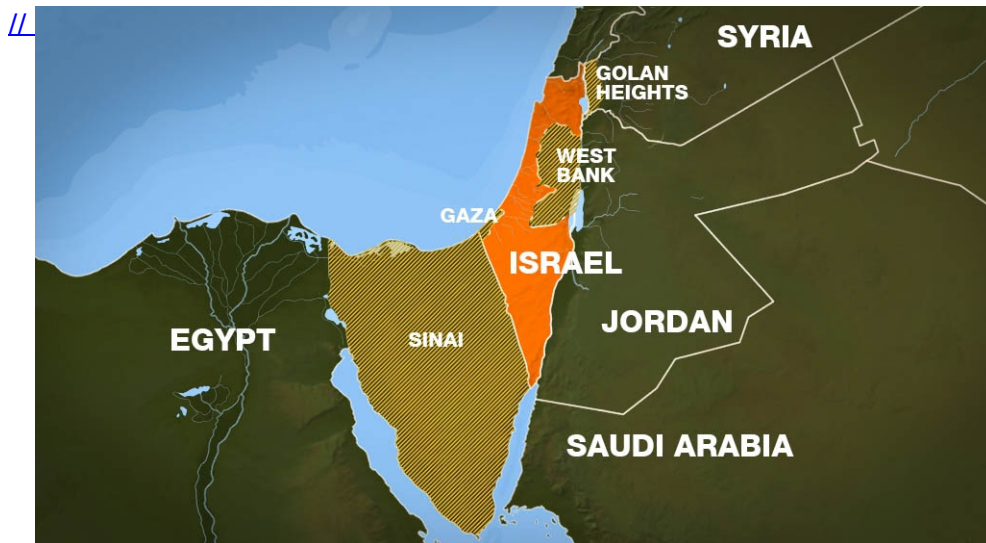 //
SYRIA
GOLAN
HEIGHTS
WEST
BANK
GAZA
ISRAEL
JORDAN
EGYPT
SINAI
SAUDI ARABIA